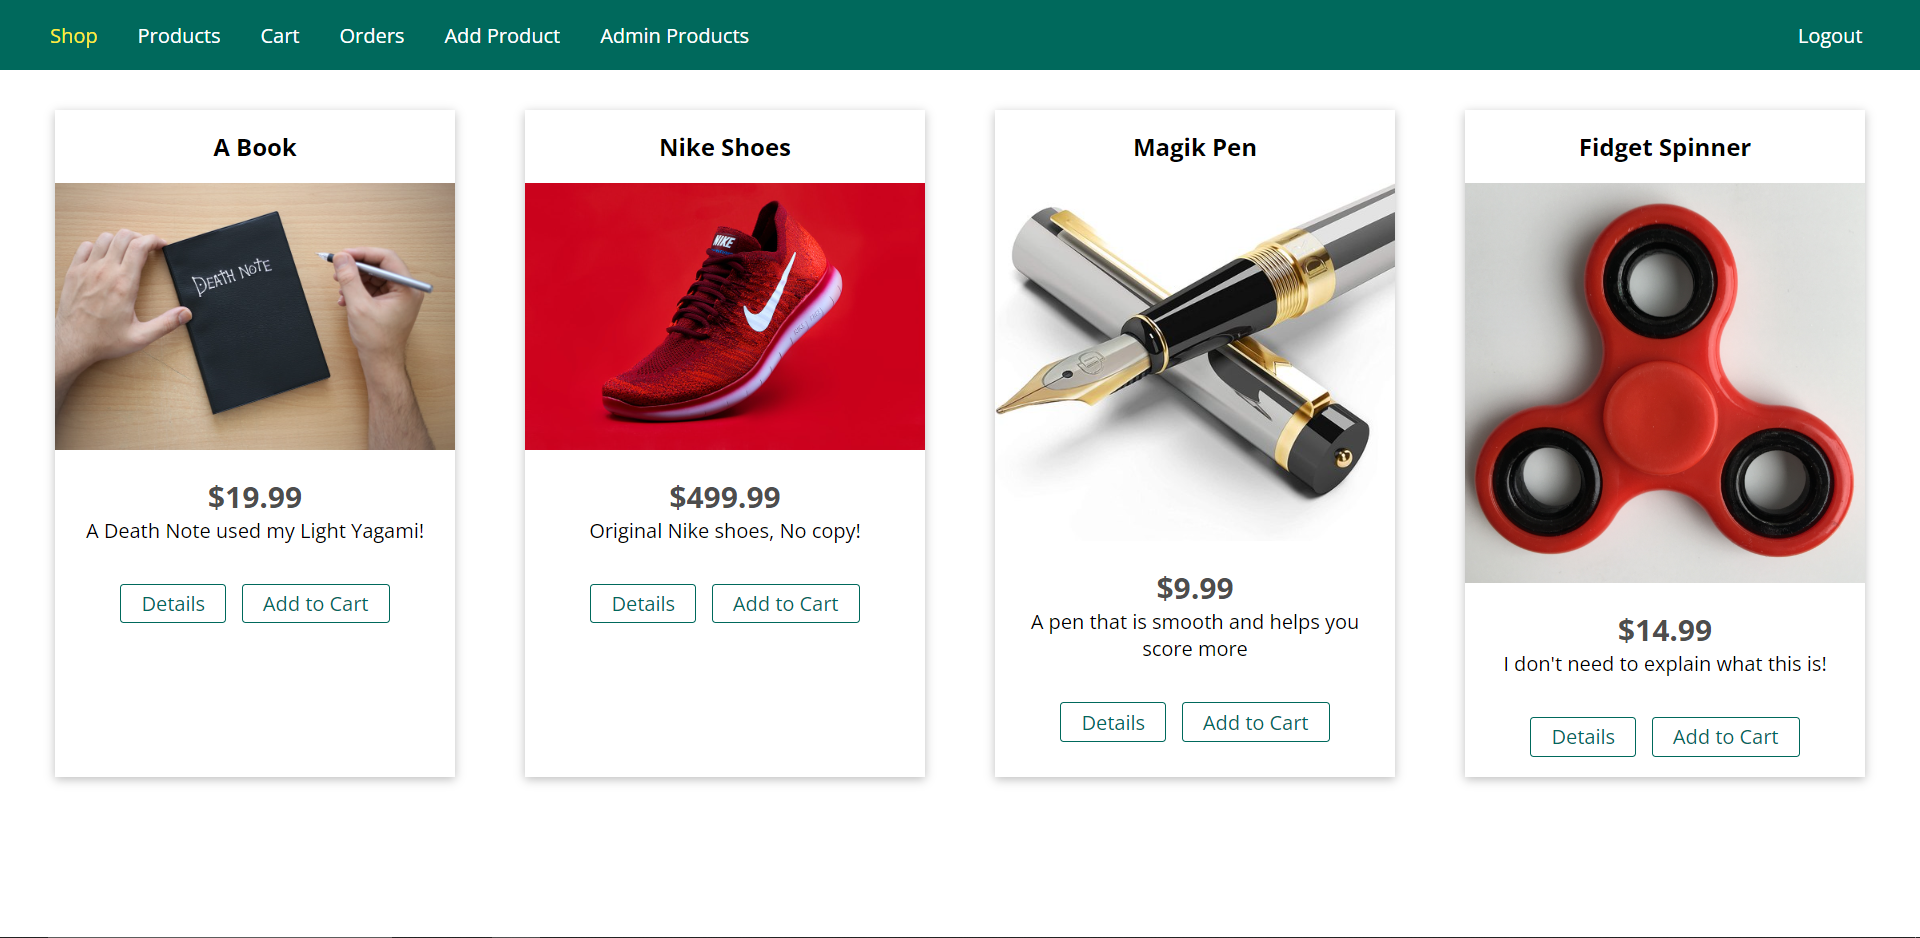 Shop Products Cart Orders Add Product Admin Products Logout
A Book
DEATH NOTE
$19.99
A Death Note used my Light Yagami!
Details Add to Cart
Nike Shoes
NIKE
$499.99
Original Nike shoes, No copy!
Details Add to Cart
Magik Pen
$9.99
A pen that is smooth and helps you
score more
Details Add to Cart
Fidget Spinner
$14.99
I don't need to explain what this is!
Details Add to Cart